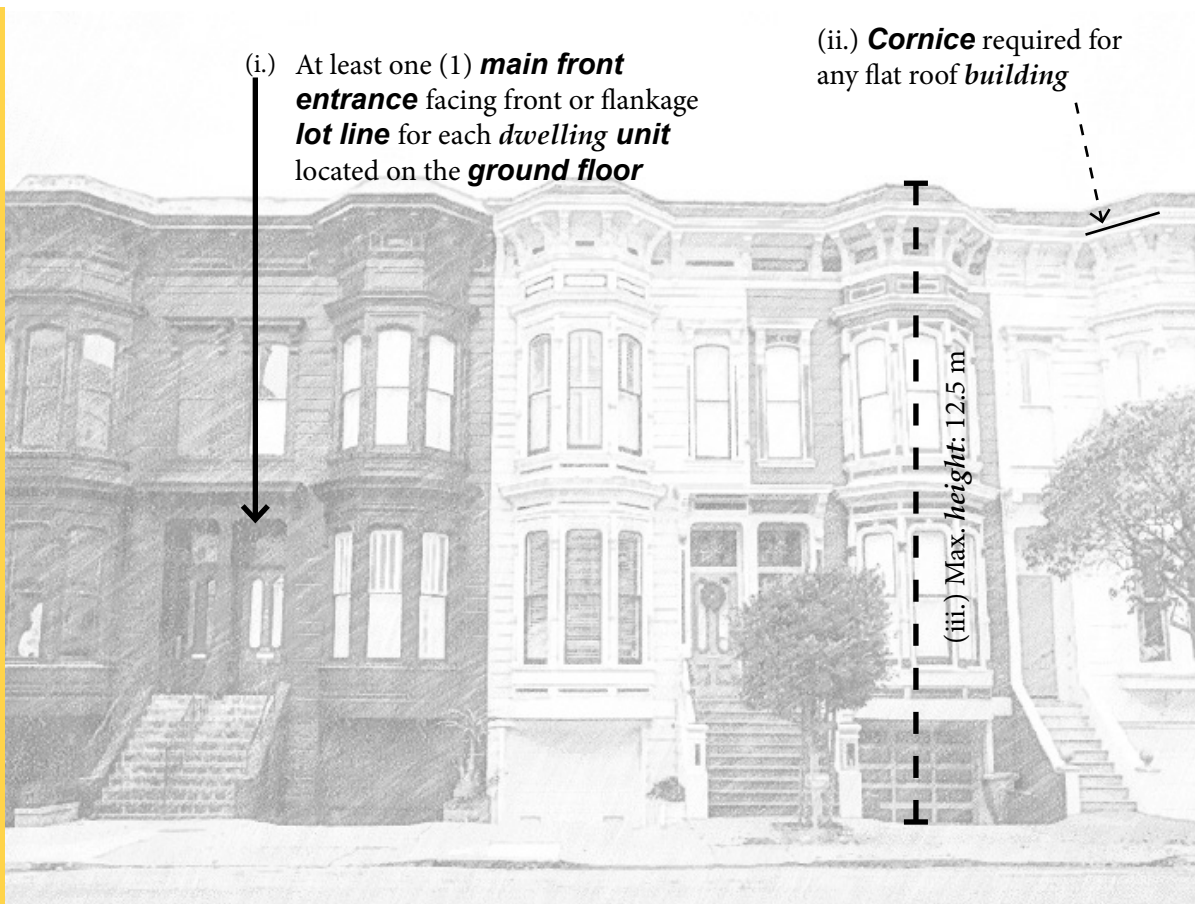 (i.) At least one (1) main front
entrance facing front or flankage
lot line for each dwelling unit
located on the ground floor
(ii.) Cornice required for
any flat roof building
(iii.) Max. height: 12.5 m